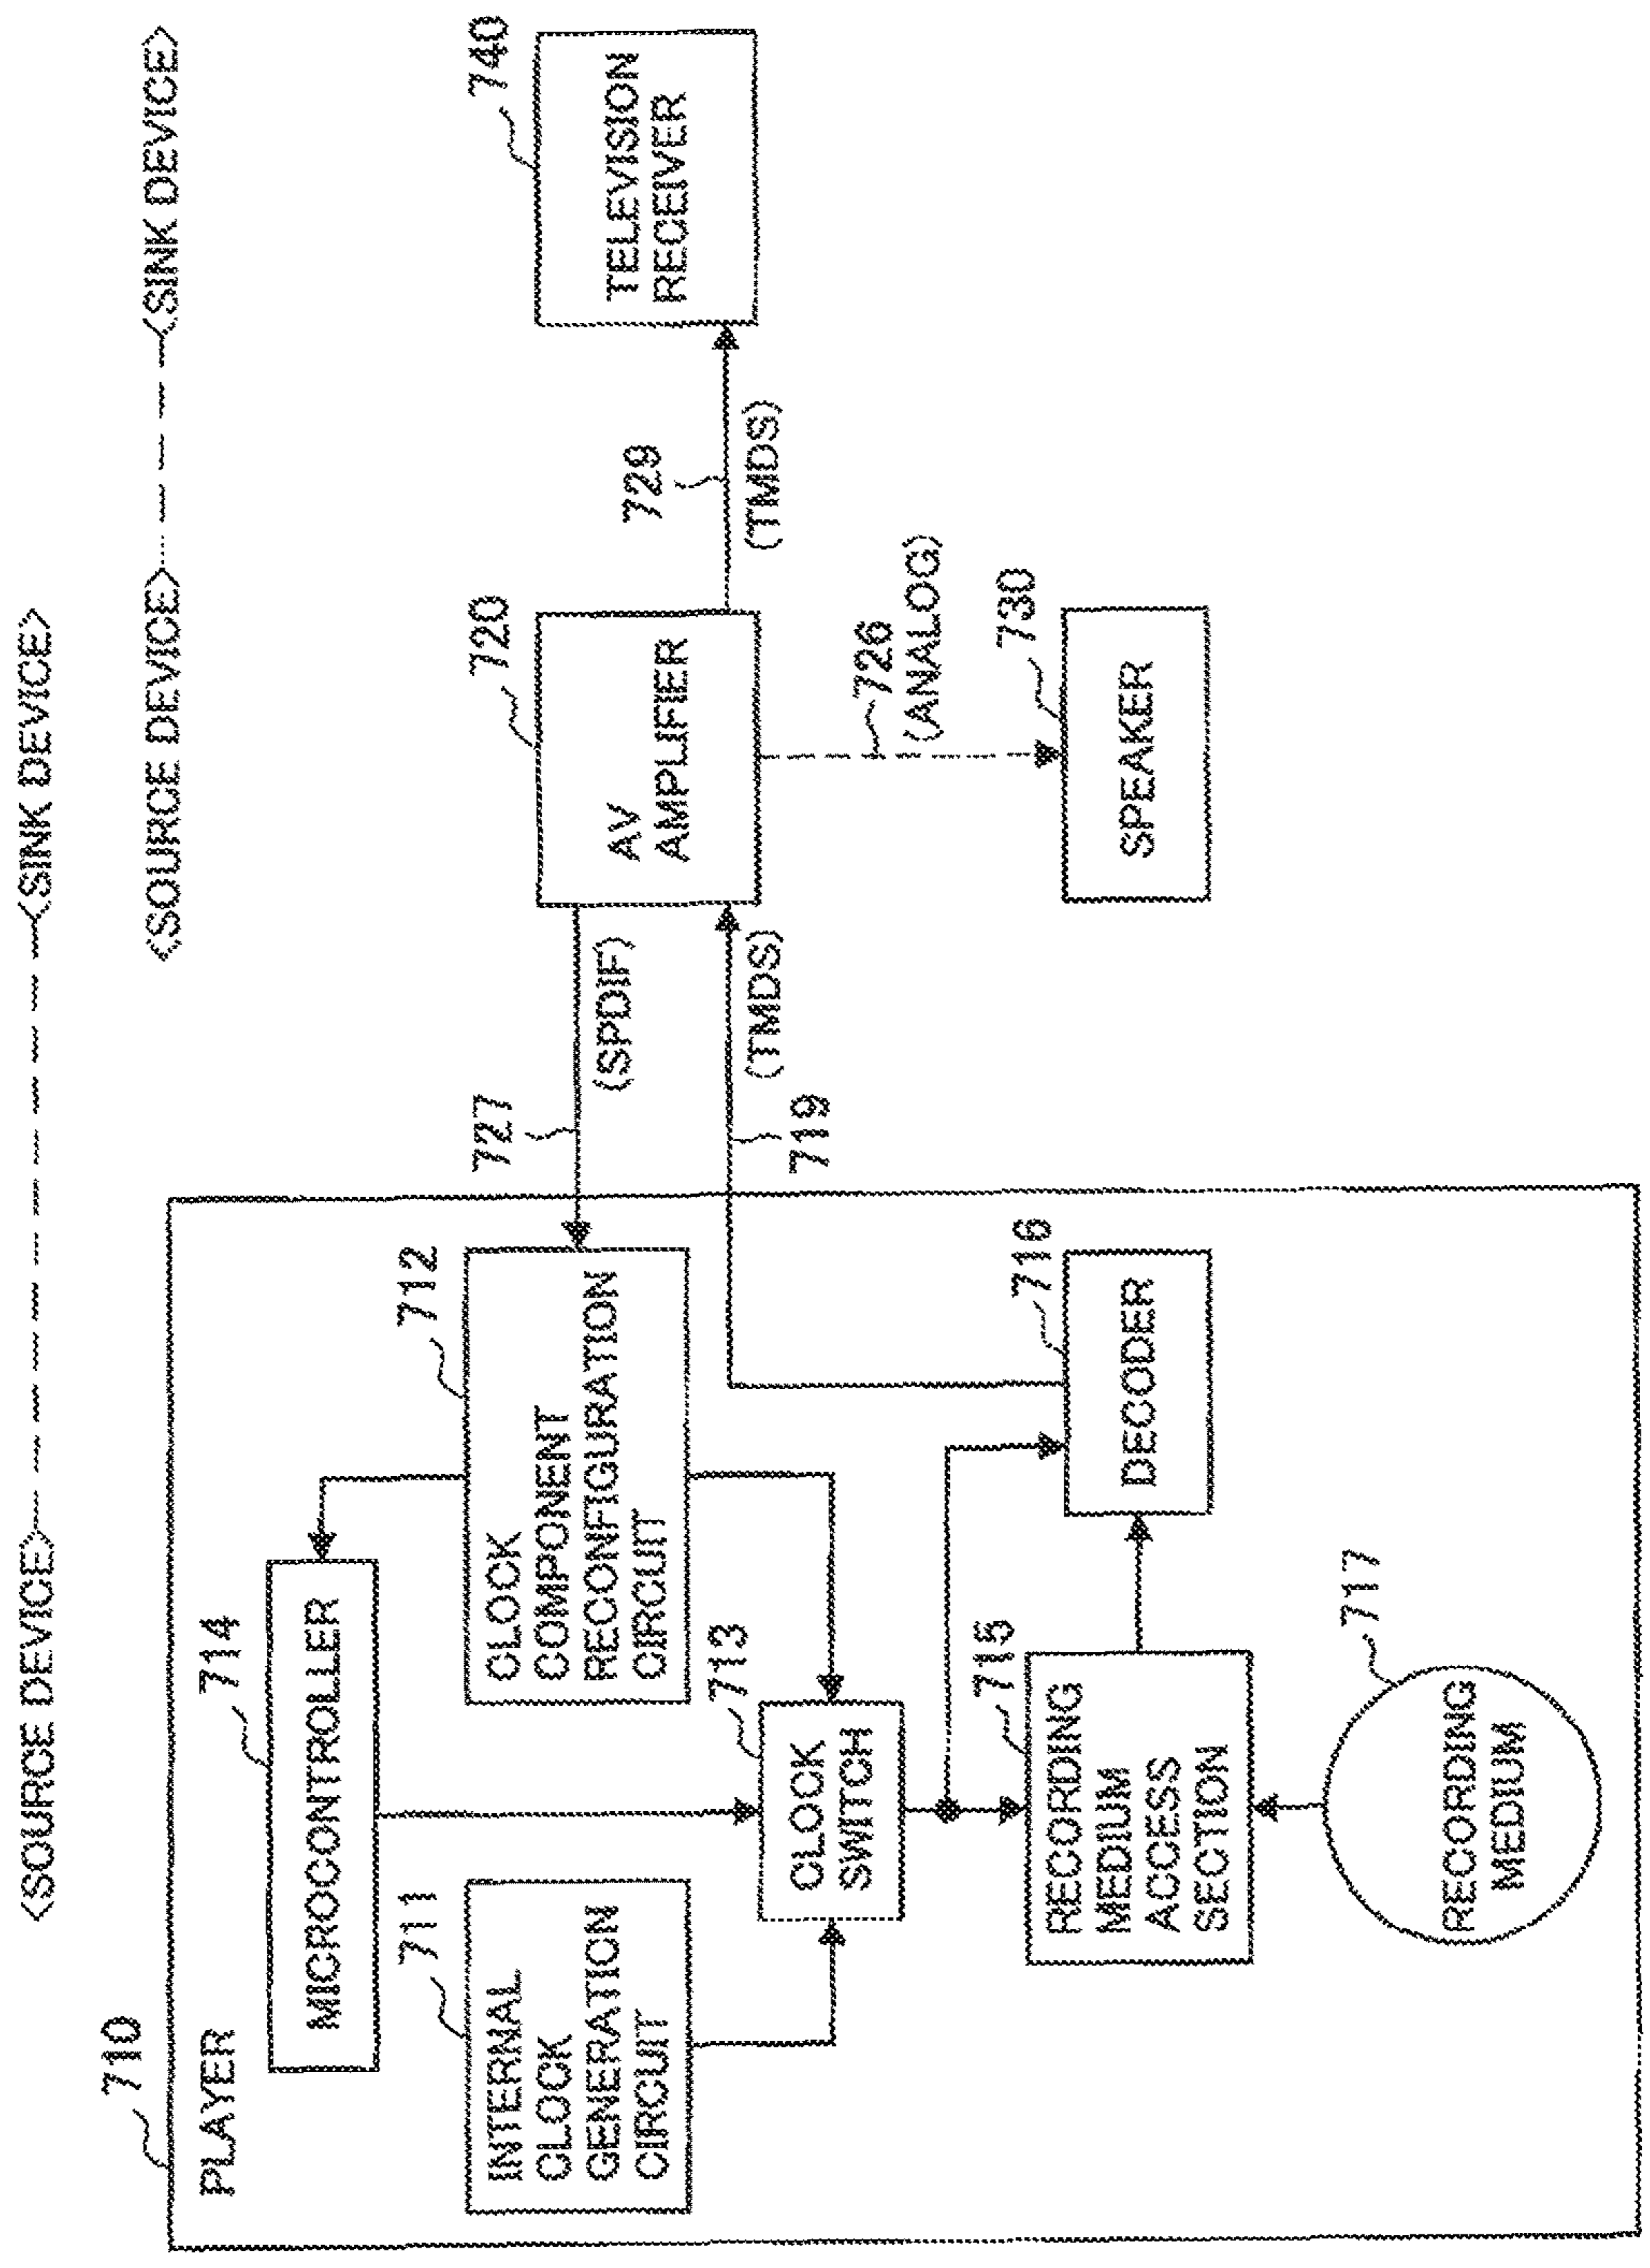 <SOURCE DEVICE>
<SINK DEVICE>
<SOURCE DEVICE>
<SINK DEVICE>
710
PLAYER
714
MICROCONTROLLER
711
INTERNAL
CLOCK
GENERATION
CIRCUIT
712
CLOCK
COMPONENT
RECONFIGURATION
CIRCUIT
727
(SPDIF)
720
AV
AMPLIFIER
740
TELEVISION
RECEIVER
729
(TMDS)
713
CLOCK
SWITCH
(TMDS)
719
726
(ANALOG)
715
RECORDING
MEDIUM
ACCESS
SECTION
716
DECODER
730
SPEAKER
717
RECORDING
MEDIUM